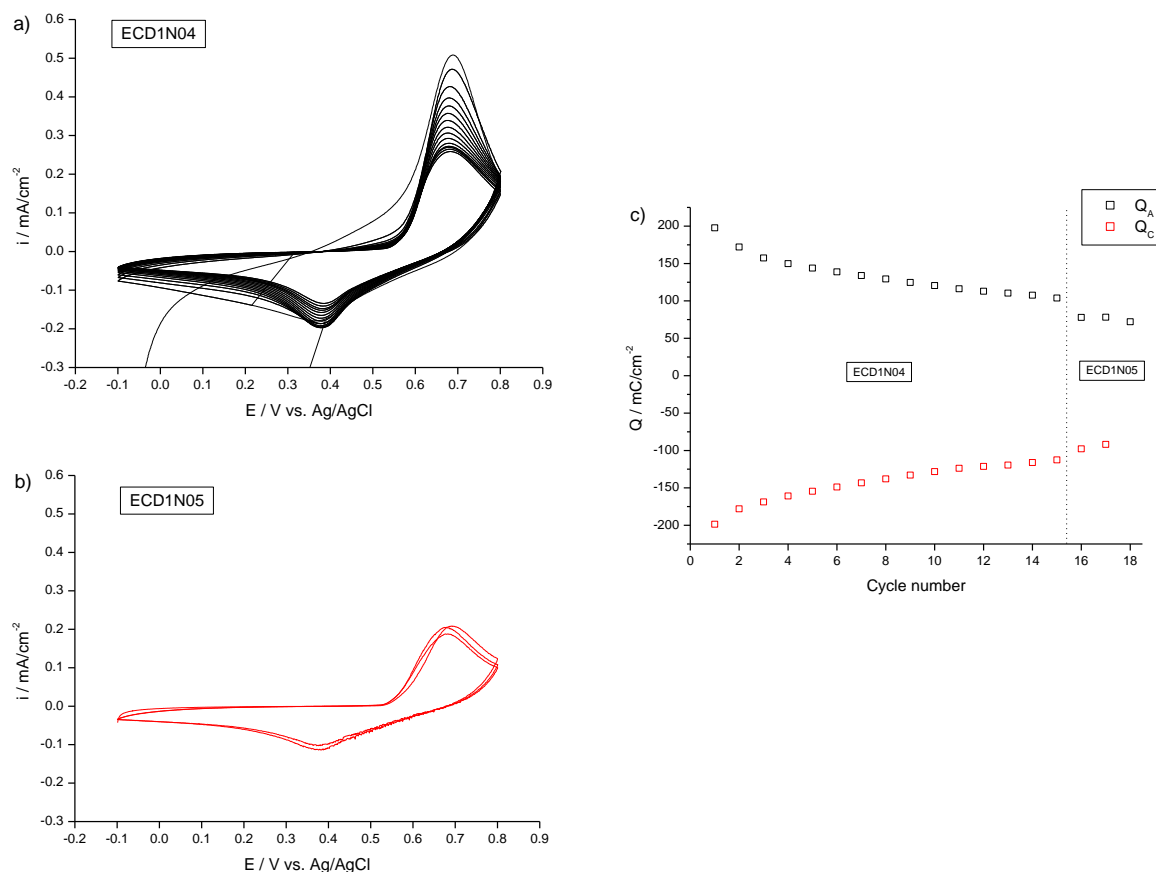 a)
ECD1N04
0.6
0.5
0.4
0.3
0.2
0.1
0.0
-0.1
-0.2
-0.3
i / mA/cm⁻²
-0.2 -0.1 0.0 0.1 0.2 0.3 0.4 0.5 0.6 0.7 0.8 0.9
E / V vs. Ag/AgCl
b)
ECD1N05
0.6
0.5
0.4
0.3
0.2
0.1
0.0
-0.1
-0.2
-0.3
i / mA/cm⁻²
-0.2 -0.1 0.0 0.1 0.2 0.3 0.4 0.5 0.6 0.7 0.8 0.9
E / V vs. Ag/AgCl
c)
Q_A
Q_C
200
150
100
50
0
-50
-100
-150
-200
Q / mC/cm⁻²
ECD1N04
ECD1N05
0 2 4 6 8 10 12 14 16 18
Cycle number